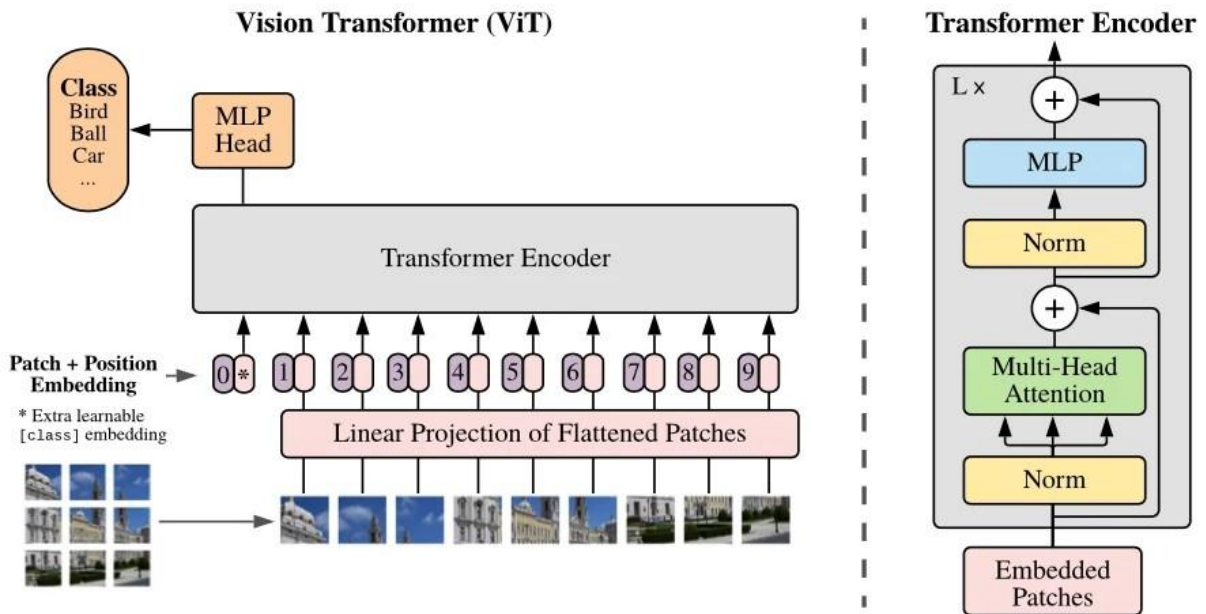 Vision Transformer (ViT)
Class
Bird
Ball
Car
...
MLP
Head
Transformer Encoder
Patch + Position
Embedding
0 * 1 2 3 4 5 6 7 8 9
* Extra learnable
[class] embedding
Linear Projection of Flattened Patches
Transformer Encoder
L ×
+
MLP
Norm
+
Multi-Head
Attention
Norm
Embedded
Patches